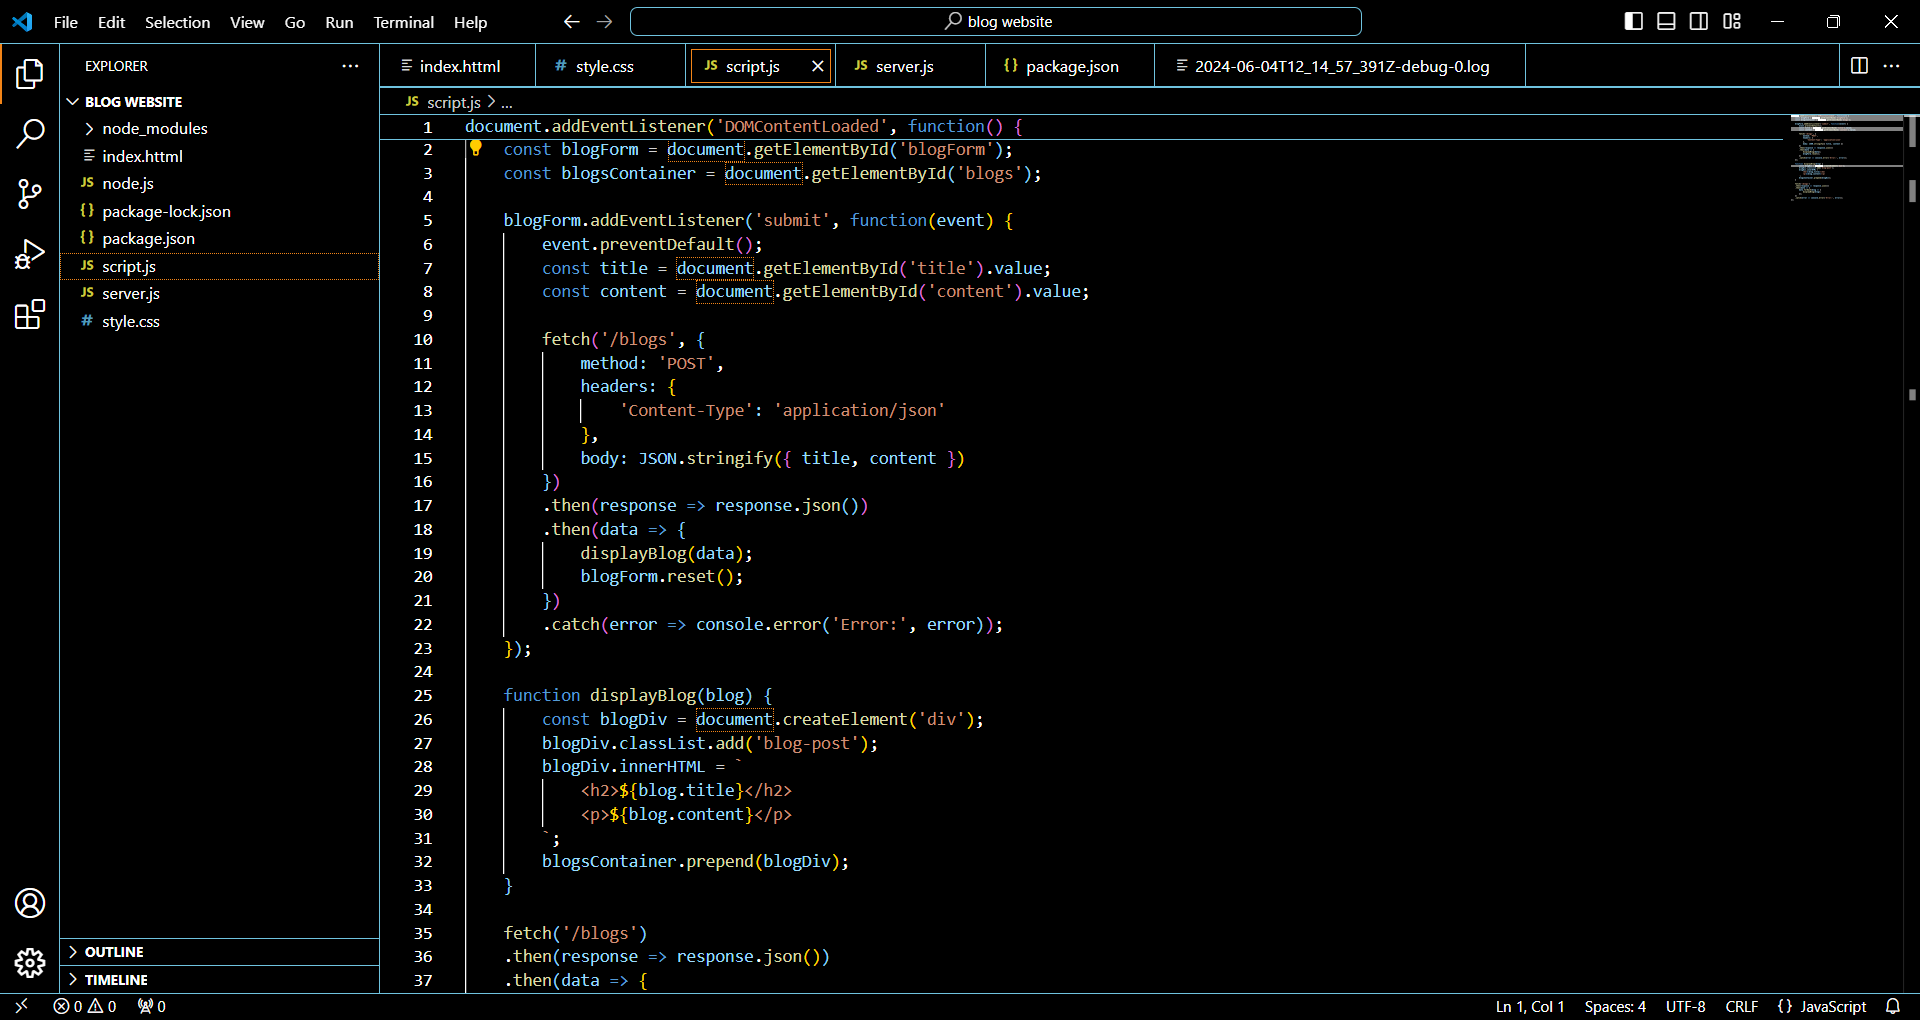 File Edit Selection View Go Run Terminal Help
blog website
EXPLORER
BLOG WEBSITE
node_modules
index.httml
JS node.js
{} package-lock.json
{} package.json
JS script.js
JS server.js
# style.css
OUTLINE
TIMELINE
index.httml
# style.css
JS script.js
JS server.js
{} package.json
2024-06-04T12_14_57_391Z-debug-0.log
JS script.js > ...
1 document.addEventListener('DOMContentLoaded', function() {
2 const blogForm = document.getElementById('blogForm');
3 const blogsContainer = document.getElementById('blogs');
4
5 blogForm.addEventListener('submit', function(event) {
6 event.preventDefault();
7 const title = document.getElementById('title').value;
8 const content = document.getElementById('content').value;
9
10 fetch('/blogs', {
11 method: 'POST',
12 headers: {
13 'Content-Type': 'application/json'
14 },
15 body: JSON.stringify({ title, content })
16 })
17 .then(response => response.json())
18 .then(data => {
19 displayBlog(data);
20 blogForm.reset();
21 })
22 .catch(error => console.error('Error:', error));
23 });
24
25 function displayBlog(blog) {
26 const blogDiv = document.createElement('div');
27 blogDiv.classList.add('blog-post');
28 blogDiv.innerHTML = `
29 <h2>${blog.title}</h2>
30 <p>${blog.content}</p>
31 `;
32 blogsContainer.prepend(blogDiv);
33 }
34
35 fetch('/blogs')
36 .then(response => response.json())
37 .then(data => {
0 0 0
Ln 1, Col 1 Spaces: 4 UTF-8 CRLF {} JavaScript